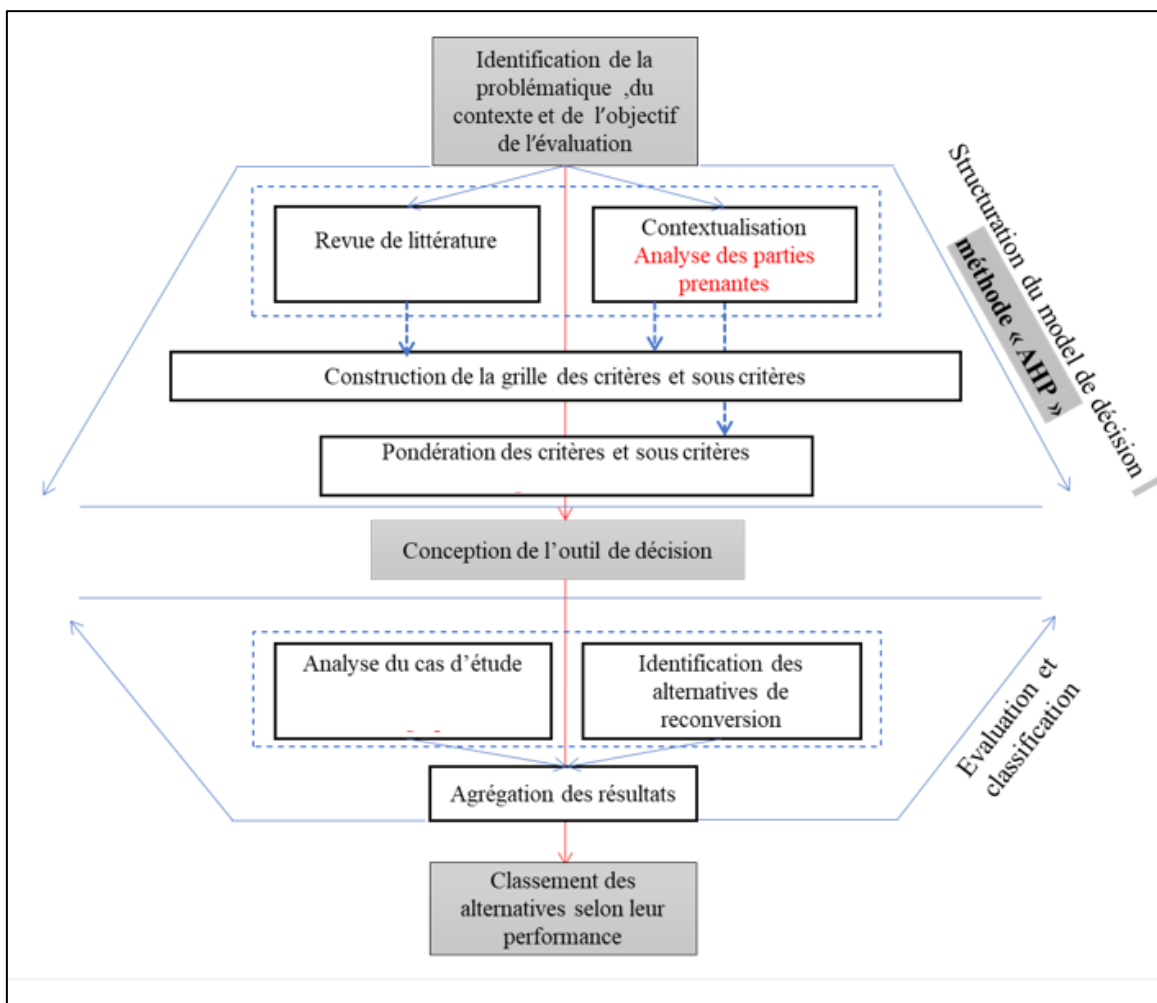 Identification de la
problématique ,du
contexte et de l'objectif
de l'évaluation
Revue de littérature
Contextualisation
Analyse des parties
prenantes
Structuration du model de décision
méthode « AHP »
Construction de la grille des critères et sous critères
Pondération des critères et sous critères
Conception de l'outil de décision
Analyse du cas d'étude
Identification des
alternatives de
reconversion
Evaluation et
classification
Agrégation des résultats
Classement des
alternatives selon leur
performance